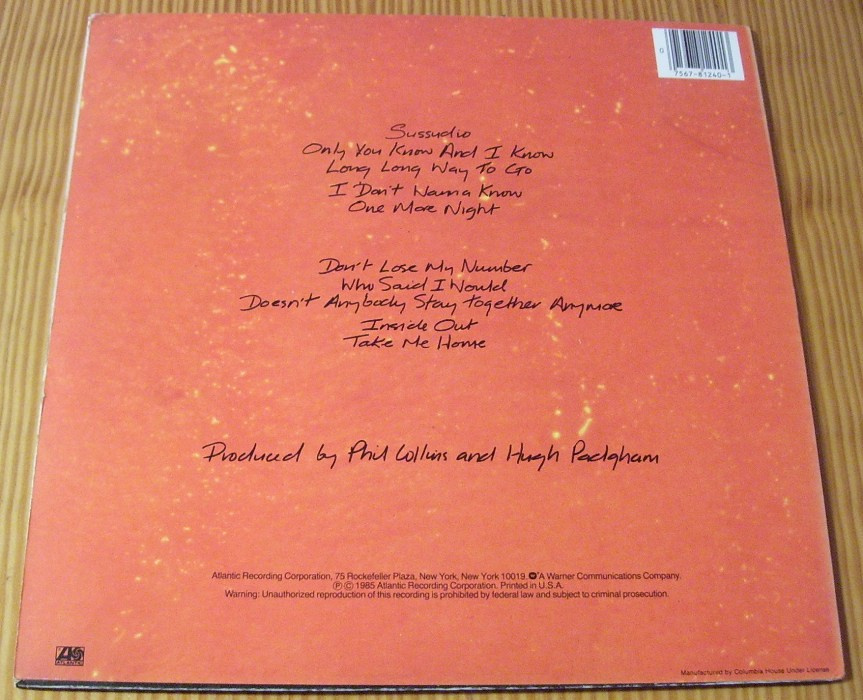 0
7567-81240-1
Sussudio
Only You Know And I Know
Long Long Way To Go
I Don't Wanna Know
One More Night
Don't Lose My Number
Who Said I Would
Doesn't Anybody Stay together Anymore
Inside Out
Take Me Home
Produced by Phil Collins and Hugh Padgham
Atlantic Recording Corporation, 75 Rockefeller Plaza, New York, New York 10019. A Warner Communications Company.
Ⓟ © 1985 Atlantic Recording Corporation. Printed in U.S.A.
Warning: Unauthorized reproduction of this recording is prohibited by federal law and subject to criminal prosecution.
ATLANTIC
Manufactured by Columbia House Under License